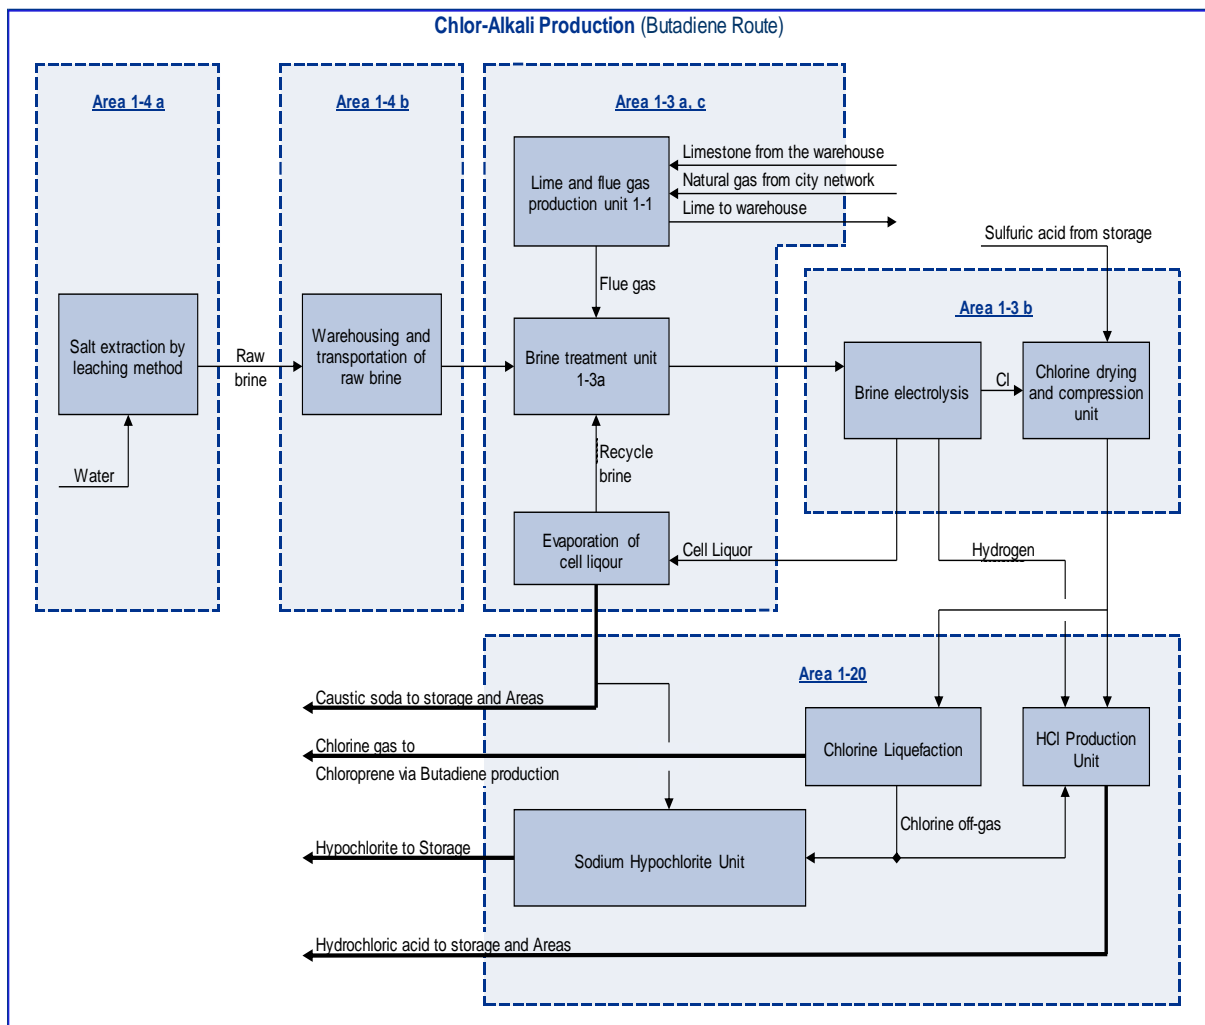 Chlor-Alkali Production (Butadiene Route)
Area 1-4 a
Area 1-4 b
Area 1-3 a, c
Lime and flue gas
production unit 1-1
Limestone from the warehouse
Natural gas from city network
Lime to warehouse
Sulfuric acid from storage
Flue gas
Area 1-3 b
Salt extraction by
leaching method
Raw
brine
Warehousing and
transportation of
raw brine
Brine treatment unit
1-3a
Brine electrolysis
Cl
Chlorine drying
and compression
unit
Water
Recycle
brine
Evaporation of
cell liqour
Cell Liquor
Hydrogen
Area 1-20
Caustic soda to storage and Areas
Chlorine gas to
Chloroprene via Butadiene production
Chlorine Liquefaction
HCl Production
Unit
Chlorine off-gas
Hypochlorite to Storage
Sodium Hypochlorite Unit
Hydrochloric acid to storage and Areas